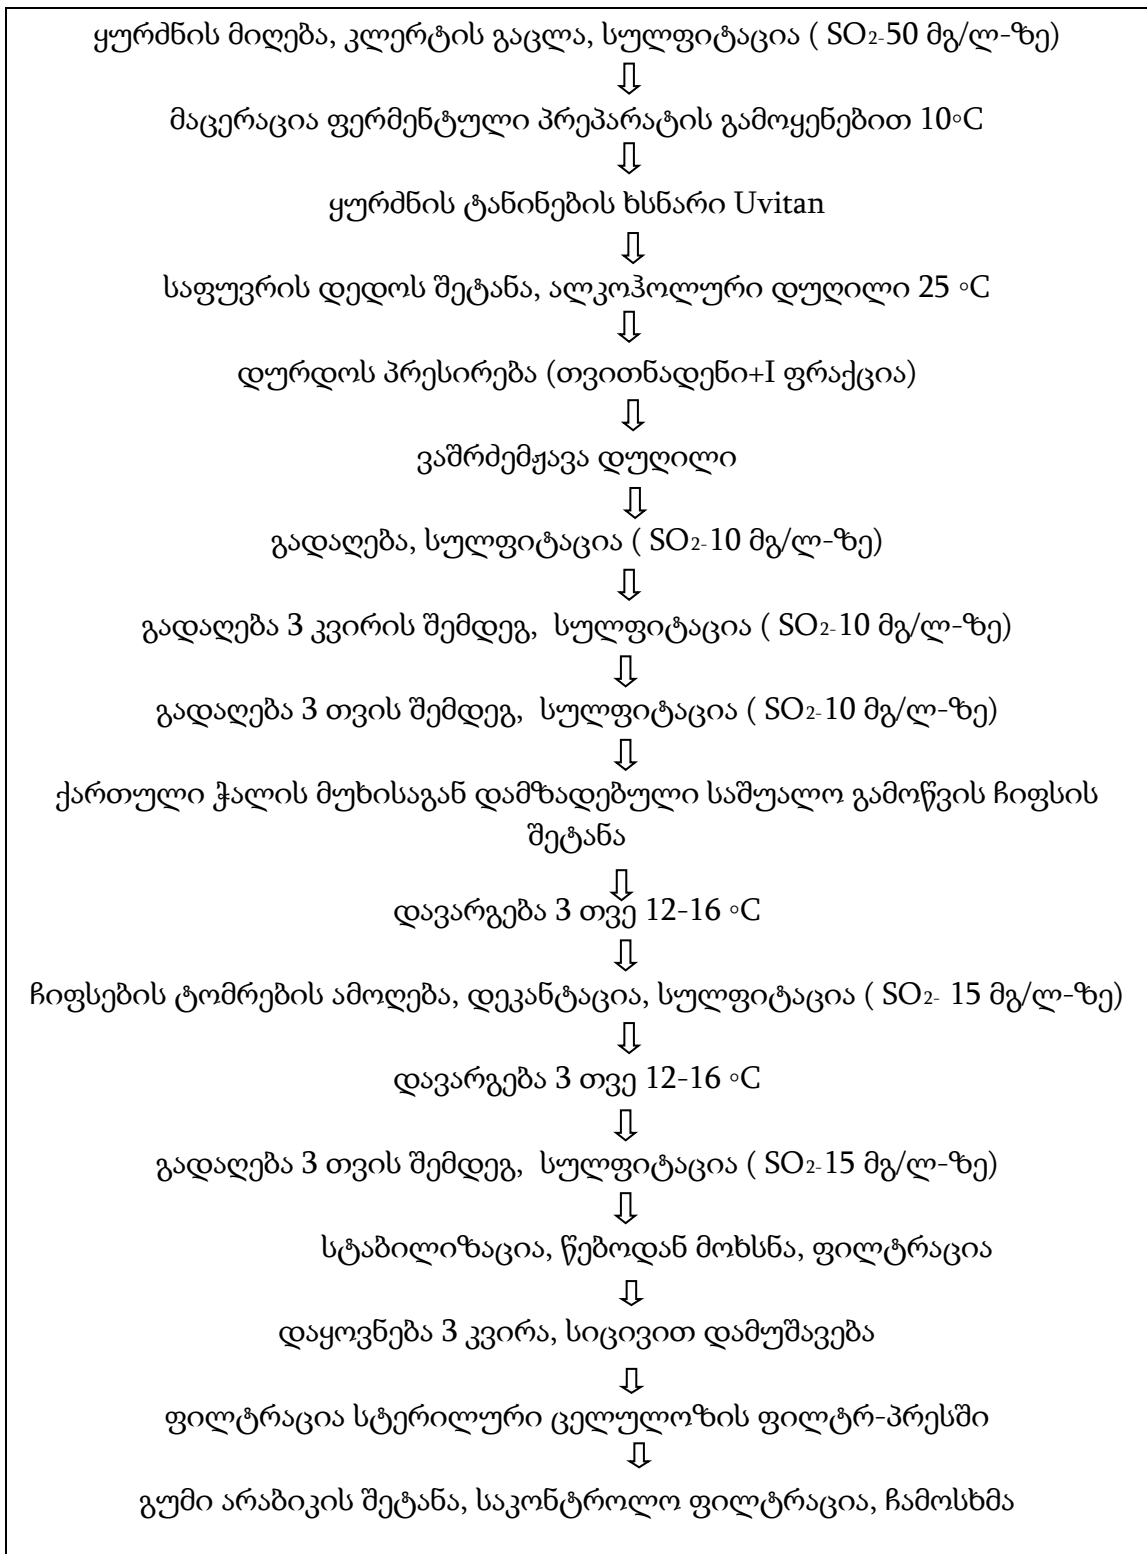 ყურძნის მიღება, კლერტის გაცლა, სულფიტაცია ( SO₂-50 მგ/ლ-ზე)
⇩
მაცერაცია ფერმენტული პრეპარატის გამოყენებით 10◦C
⇩
ყურძნის ტანინების ხსნარი Uvitan
⇩
საფუვრის დედოს შეტანა, ალკოჰოლური დუღილი 25 ◦C
⇩
დურდოს პრესირება (თვითნადენი+I ფრაქცია)
⇩
ვაშრძემჟავა დუღილი
⇩
გადაღება, სულფიტაცია ( SO₂-10 მგ/ლ-ზე)
⇩
გადაღება 3 კვირის შემდეგ, სულფიტაცია ( SO₂-10 მგ/ლ-ზე)
⇩
გადაღება 3 თვის შემდეგ, სულფიტაცია ( SO₂-10 მგ/ლ-ზე)
⇩
ქართული ჭალის მუხისაგან დამზადებული საშუალო გამოწვის ჩიფსის
შეტანა
⇩
დავარგება 3 თვე 12-16 ◦C
⇩
ჩიფსების ტომრების ამოღება, დეკანტაცია, სულფიტაცია ( SO₂- 15 მგ/ლ-ზე)
⇩
დავარგება 3 თვე 12-16 ◦C
⇩
გადაღება 3 თვის შემდეგ, სულფიტაცია ( SO₂-15 მგ/ლ-ზე)
⇩
სტაბილიზაცია, წებოდან მოხსნა, ფილტრაცია
⇩
დაყოვნება 3 კვირა, სიცივით დამუშავება
⇩
ფილტრაცია სტერილური ცელულოზის ფილტრ-პრესში
⇩
გუმი არაბიკის შეტანა, საკონტროლო ფილტრაცია, ჩამოსხმა